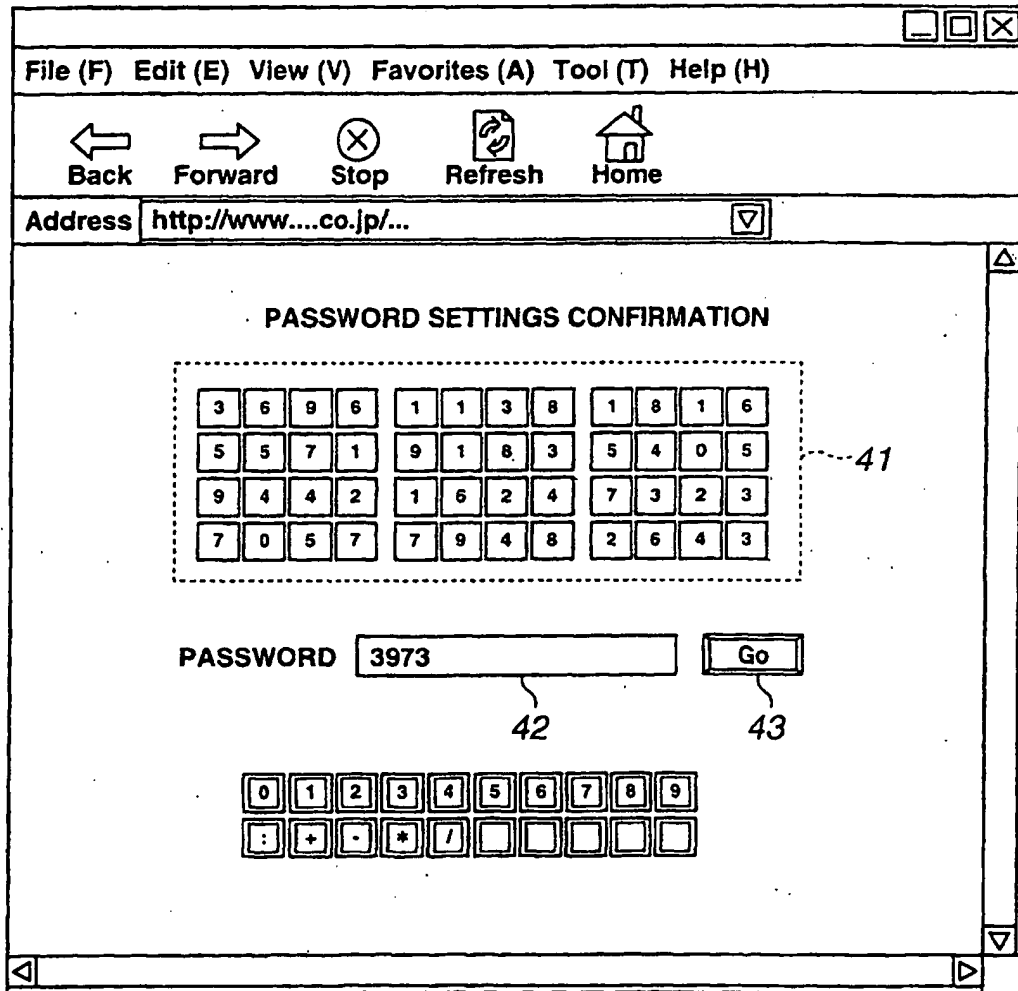 File (F) Edit (E) View (V) Favorites (A) Tool (T) Help (H)
Back Forward Stop Refresh Home
Address http://www....co.jp/...
PASSWORD SETTINGS CONFIRMATION
3 6 9 6 1 1 3 8 1 8 1 6
5 5 7 1 9 1 8 3 5 4 0 5
41
9 4 4 2 1 6 2 4 7 3 2 3
7 0 5 7 7 9 4 8 2 6 4 3
PASSWORD 3973 Go
42 43
0 1 2 3 4 5 6 7 8 9
: + - * /